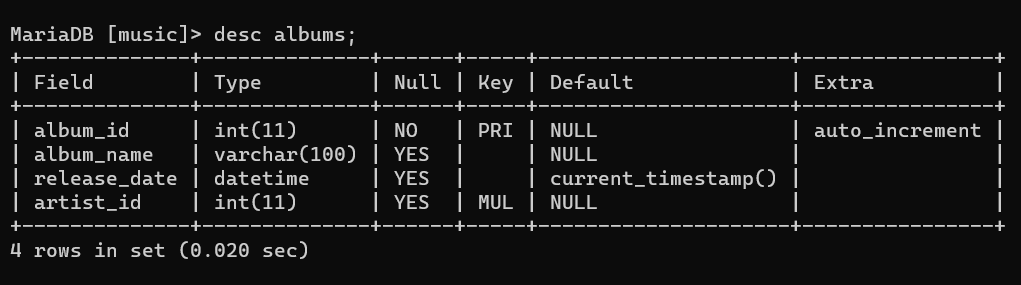 MariaDB [music]> desc albums;
+--------------+--------------+------+-----+---------------------+----------------+
| Field        | Type         | Null | Key | Default             | Extra          |
+--------------+--------------+------+-----+---------------------+----------------+
| album_id     | int(11)      | NO   | PRI | NULL                | auto_increment |
| album_name   | varchar(100) | YES  |     | NULL                |                |
| release_date | datetime     | YES  |     | current_timestamp() |                |
| artist_id    | int(11)      | YES  | MUL | NULL                |                |
+--------------+--------------+------+-----+---------------------+----------------+
4 rows in set (0.020 sec)